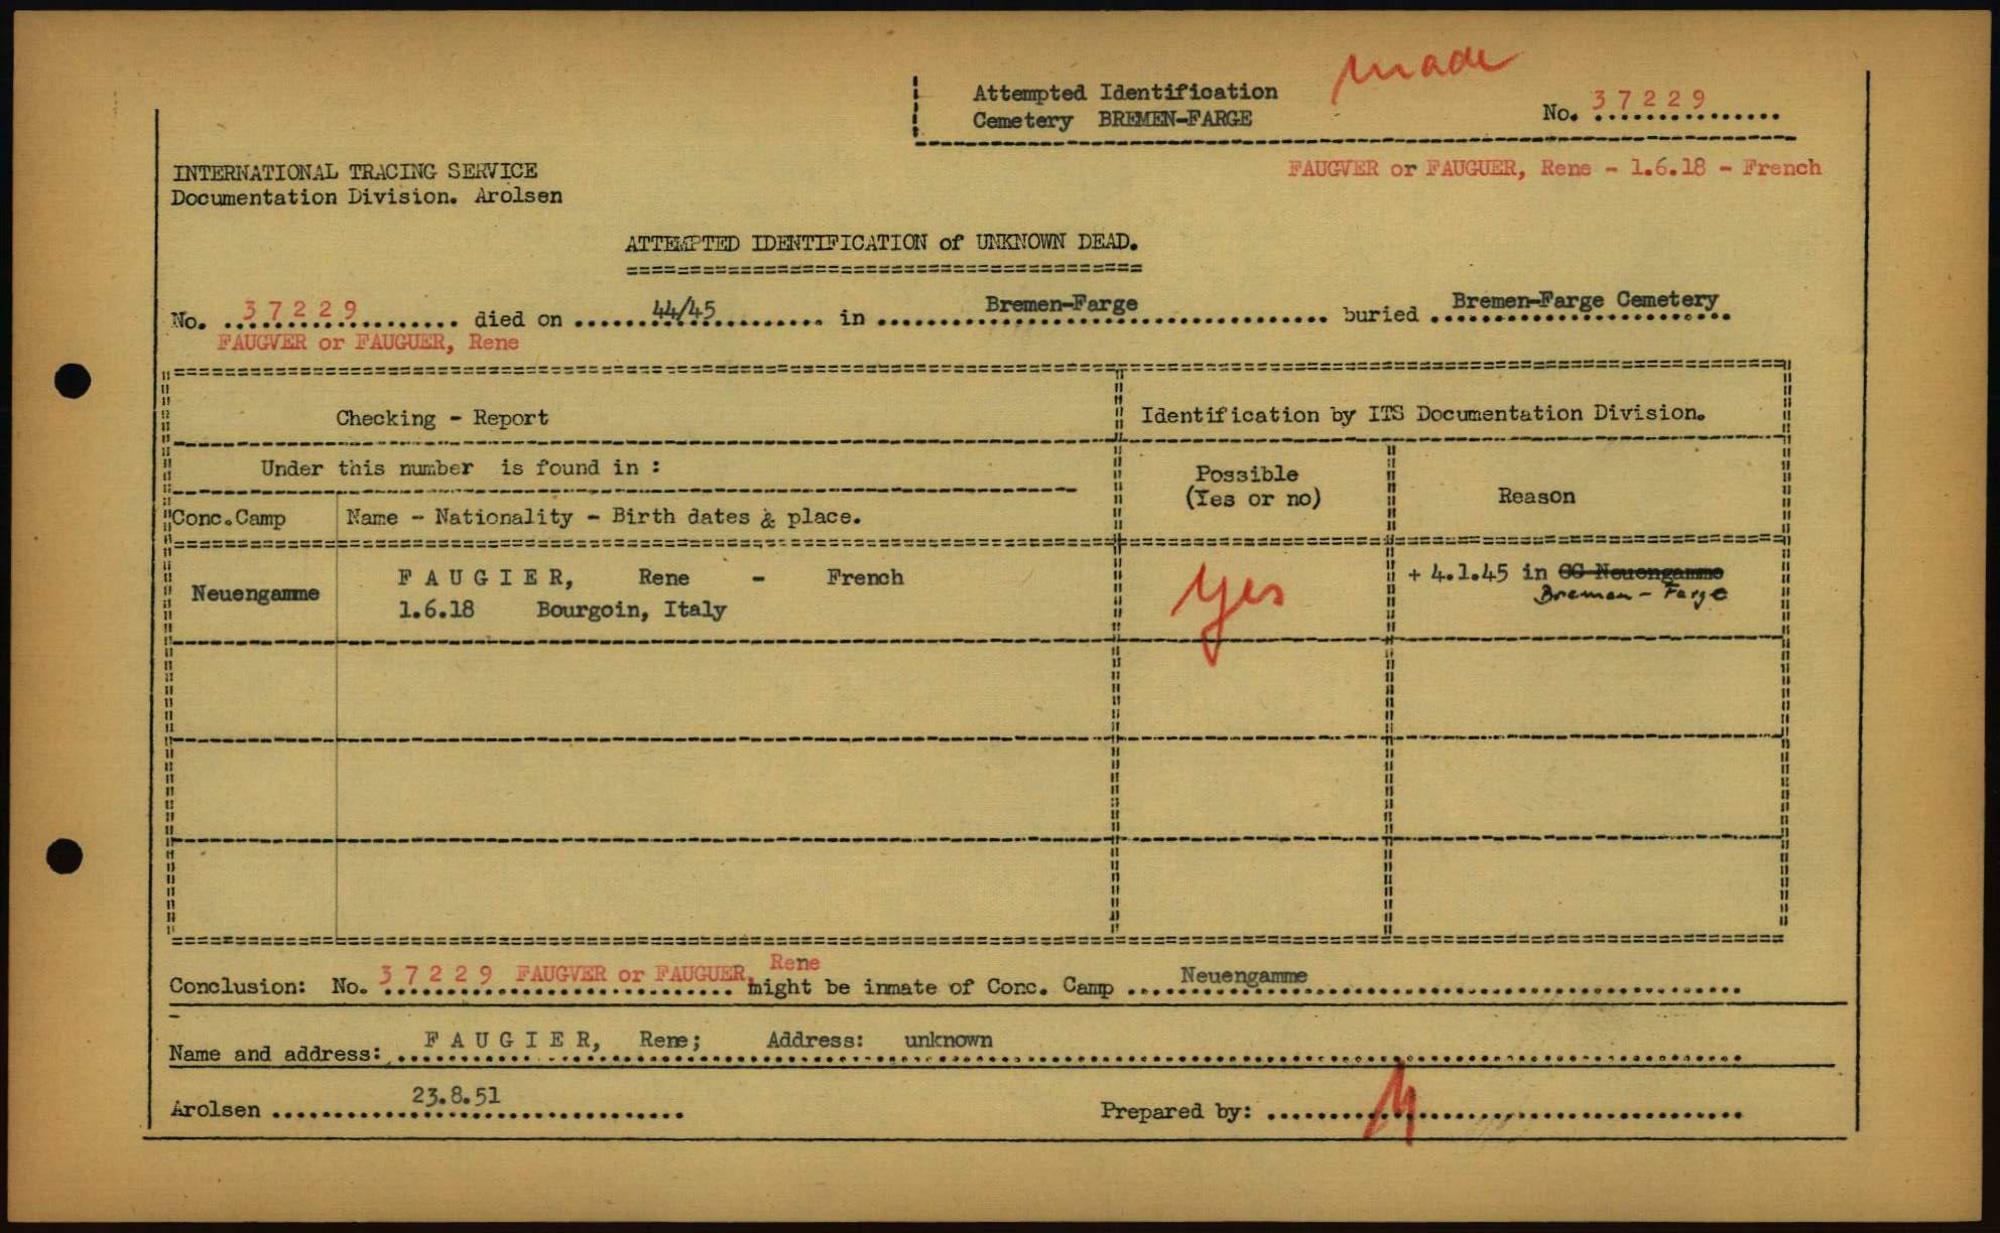 made
Attempted Identification
Cemetery BREMEN-FARGE
No. 37229
FAUGVER or FAUGUER, Rene - 1.6.18 - French
INTERNATIONAL TRACING SERVICE
Documentation Division. Arolsen
ATTEMPTED IDENTIFICATION of UNKNOWN DEAD.
No. 37229 died on 44/45 in Bremen-Farge buried Bremen-Farge Cemetery
FAUGVER or FAUGUER, Rene
Checking - Report
Identification by ITS Documentation Division.
Under this number is found in :
Possible
(Yes or no)
Reason
Conc.Camp
Name - Nationality - Birth dates & place.
Neuengamme
F A U G I E R, Rene - French
1.6.18 Bourgoin, Italy
Yes
+ 4.1.45 in CC Neuengamme
Bremen-Farge
Conclusion: No. 37229 FAUGVER or FAUGUER, Rene might be inmate of Conc. Camp Neuengamme
Name and address: F A U G I E R, Rene; Address: unknown
Arolsen 23.8.51
Prepared by: